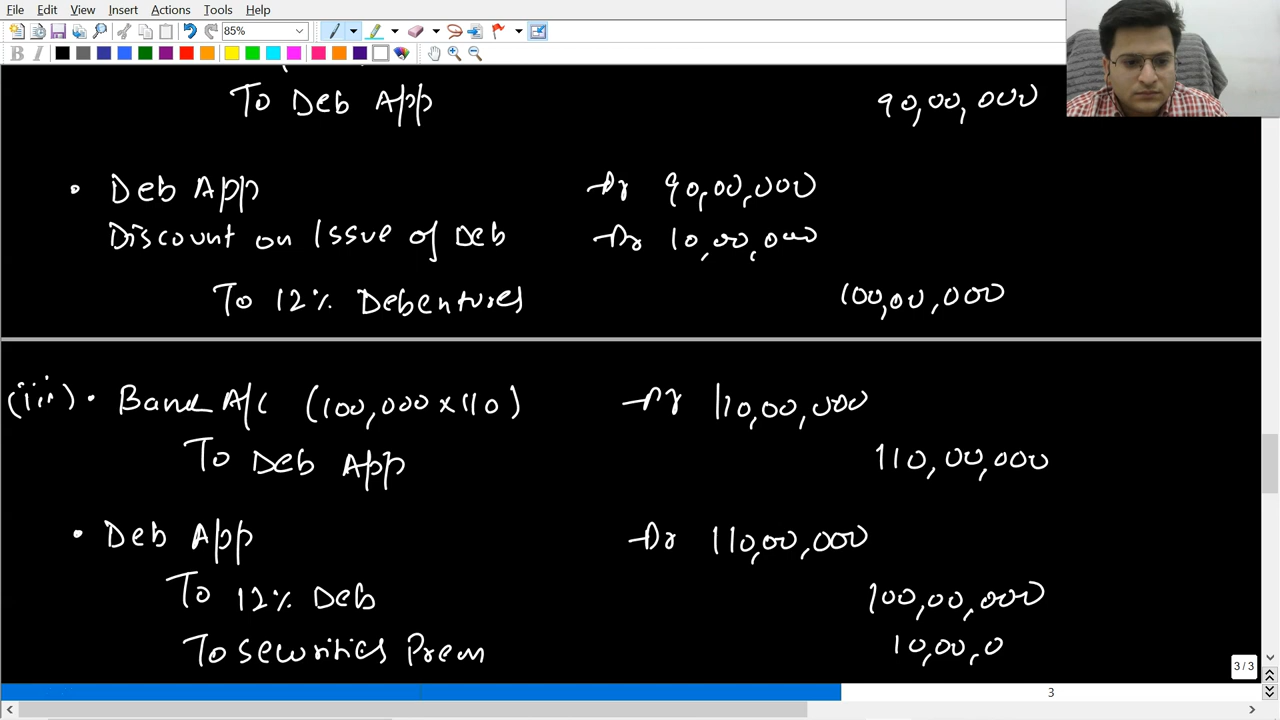 File Edit View Insert Actions Tools Help
85%
B I U
To Deb App 90,00,000
• Deb App Dr 90,00,000
Discount on Issue of Deb Dr 10,00,000
To 12% Debentures 100,00,000
(iii) • Bank A/c (100,000 × 110) Dr 110,00,000
To Deb App 110,00,000
• Deb App Dr 110,00,000
To 12% Deb 100,00,000
To Securities Prem 10,00,0
3 / 3
3